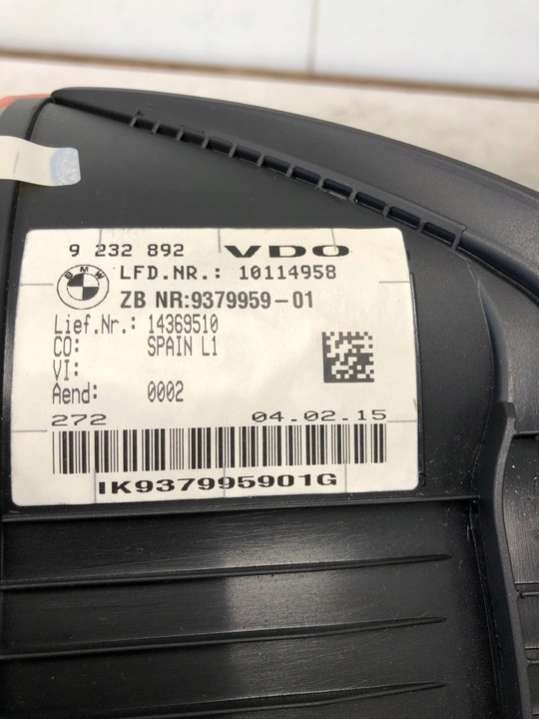 9 232 892 VDO
BMW LFD.NR.: 10114958
ZB NR:9379959-01
Lief.Nr.: 14369510
CO: SPAIN L1
VI:
Aend: 0002
272 04.02.15
IK937995901G